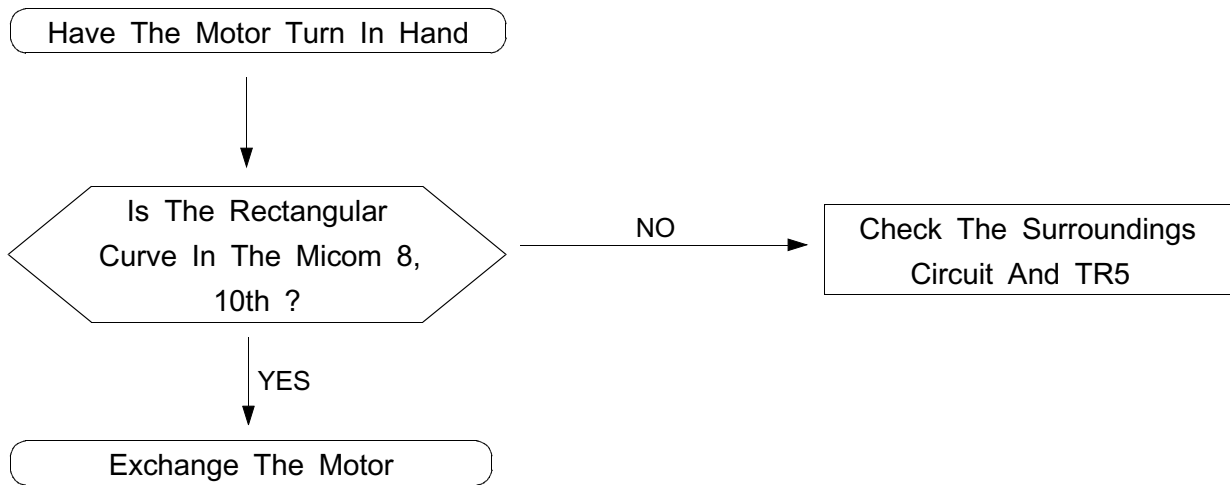 Have The Motor Turn In Hand
Is The Rectangular
Curve In The Micom 8,
10th ?
NO
Check The Surroundings
Circuit And TR5
YES
Exchange The Motor